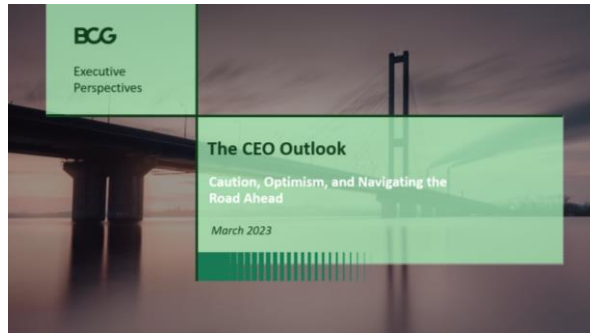 BCG
Executive
Perspectives
The CEO Outlook
Caution, Optimism, and Navigating the
Road Ahead
March 2023